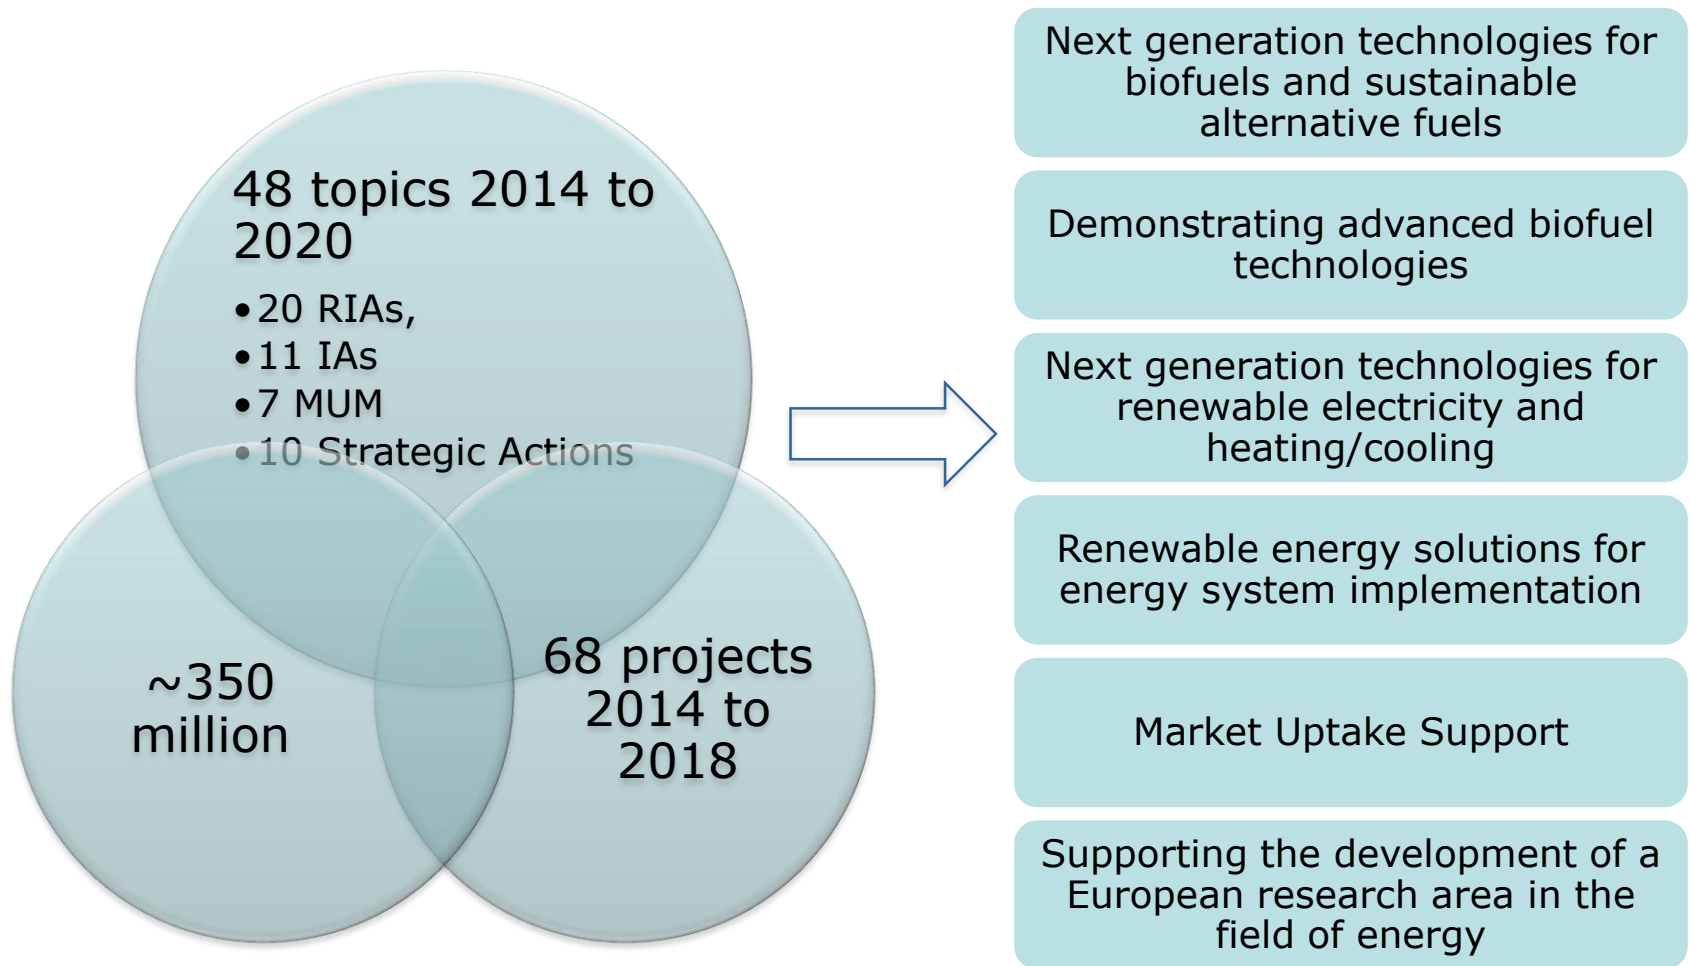 48 topics 2014 to
2020
•20 RIAs,
•11 IAs
•7 MUM
•10 Strategic Actions
~350
million
68 projects
2014 to
2018
Next generation technologies for
biofuels and sustainable
alternative fuels
Demonstrating advanced biofuel
technologies
Next generation technologies for
renewable electricity and
heating/cooling
Renewable energy solutions for
energy system implementation
Market Uptake Support
Supporting the development of a
European research area in the
field of energy